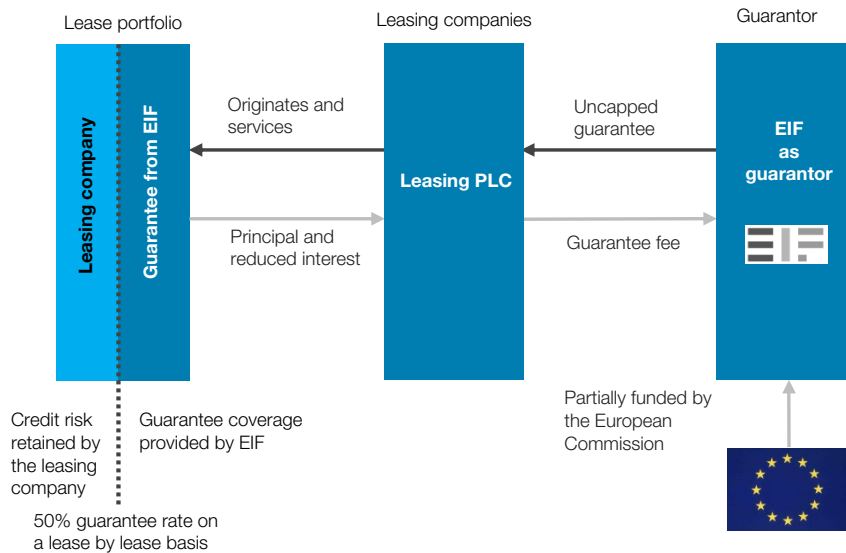 Lease portfolio
Leasing companies
Guarantor
Leasing company
Guarantee from EIF
Originates and
services
Principal and
reduced interest
Leasing PLC
Uncapped
guarantee
Guarantee fee
EIF
as
guarantor
EIF
Credit risk
retained by
the leasing
company
Guarantee coverage
provided by EIF
50% guarantee rate on
a lease by lease basis
Partially funded by
the European
Commission